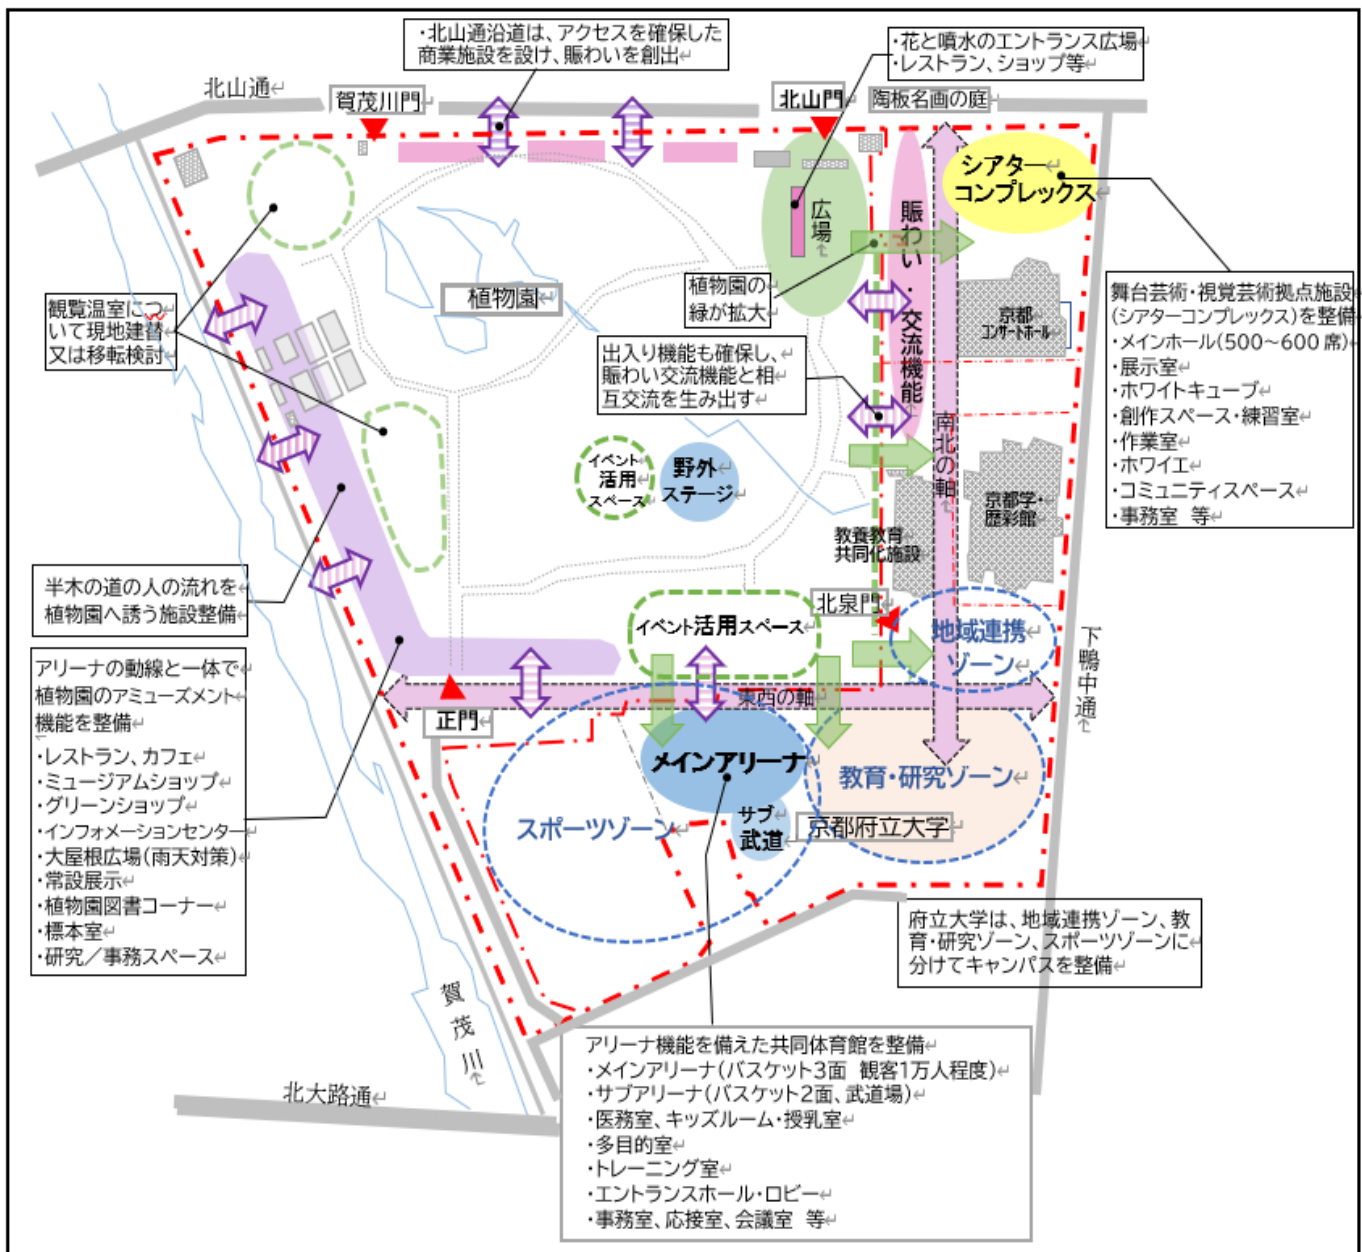 ・北山通沿道は、アクセスを確保した
商業施設を設け、賑わいを創出
・花と噴水のエントランス広場
・レストラン、ショップ等
北山通
賀茂川門
北山門
陶板名画の庭
シアター
コンプレックス
広場
賑わい・交流機能
植物園
植物園の
緑が拡大
観覧温室につ
いて現地建替
又は移転検討
京都
コンサートホール
舞台芸術・視覚芸術拠点施設
(シアターコンプレックス)を整備
・メインホール(500～600席)
・展示室
・ホワイトキューブ
・創作スペース・練習室
・作業室
・ホワイエ
・コミュニティスペース
・事務室 等
出入り機能も確保し、
賑わい交流機能と相
互交流を生み出す
南北の軸
イベント
活用
スペース
野外
ステージ
京都学・
歴彩館
教養教育
共同化施設
半木の道の人の流れを
植物園へ誘う施設整備
北泉門
イベント活用スペース
地域連携
ゾーン
下鴨中通
アリーナの動線と一体で
植物園のアミューズメント
機能を整備
・レストラン、カフェ
・ミュージアムショップ
・グリーンショップ
・インフォメーションセンター
・大屋根広場(雨天対策)
・常設展示
・植物園図書コーナー
・標本室
・研究／事務スペース
正門
東西の軸
メインアリーナ
教育・研究ゾーン
スポーツゾーン
サブ
武道
京都府立大学
府立大学は、地域連携ゾーン、教
育・研究ゾーン、スポーツゾーンに
分けてキャンパスを整備
賀茂川
北大路通
アリーナ機能を備えた共同体育館を整備
・メインアリーナ(バスケット3面 観客1万人程度)
・サブアリーナ(バスケット2面、武道場)
・医務室、キッズルーム・授乳室
・多目的室
・トレーニング室
・エントランスホール・ロビー
・事務室、応接室、会議室 等